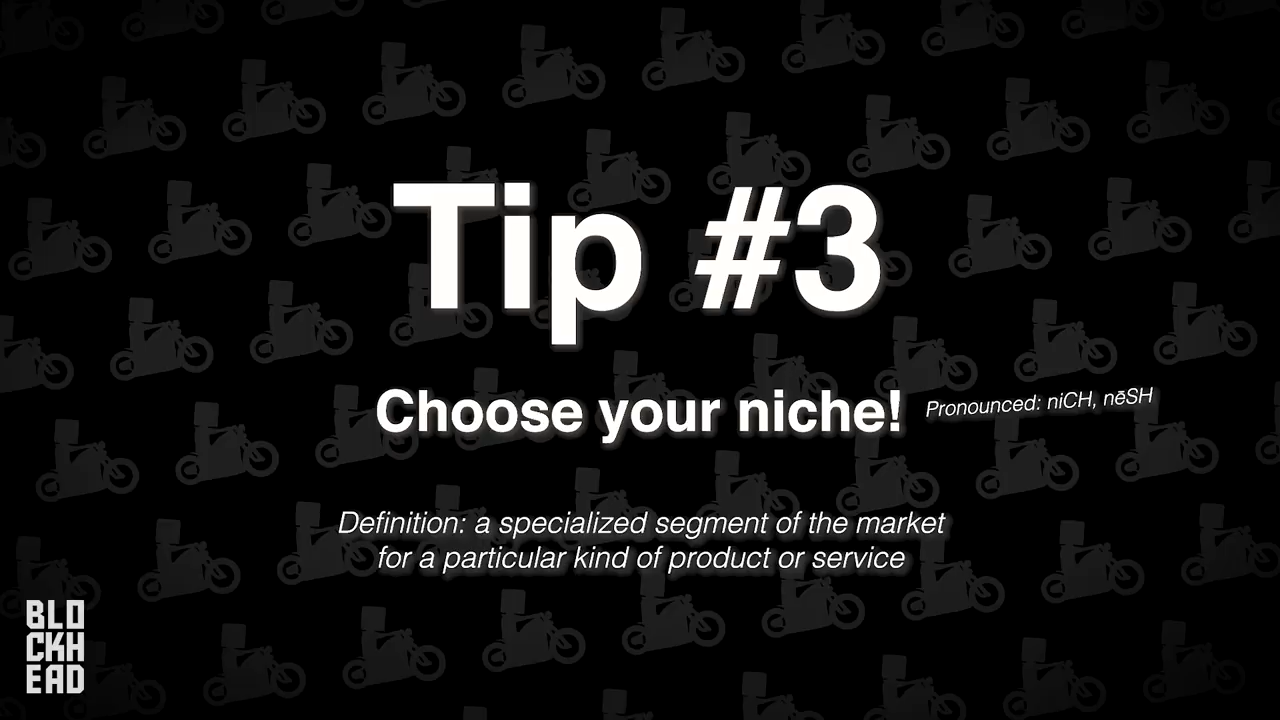 Tip #3
Choose your niche!
Pronounced: niCH, nēSH
Definition: a specialized segment of the market
for a particular kind of product or service
BLO
CKH
EAD